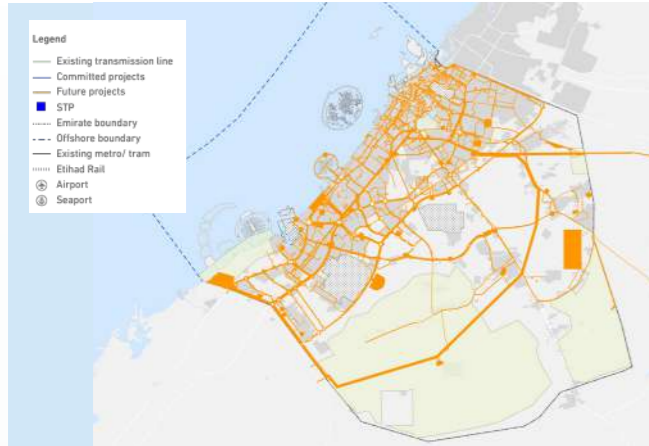 Legend
Existing transmission line
Committed projects
Future projects
STP
Emirate boundary
Offshore boundary
Existing metro/ tram
Etihad Rail
Airport
Seaport